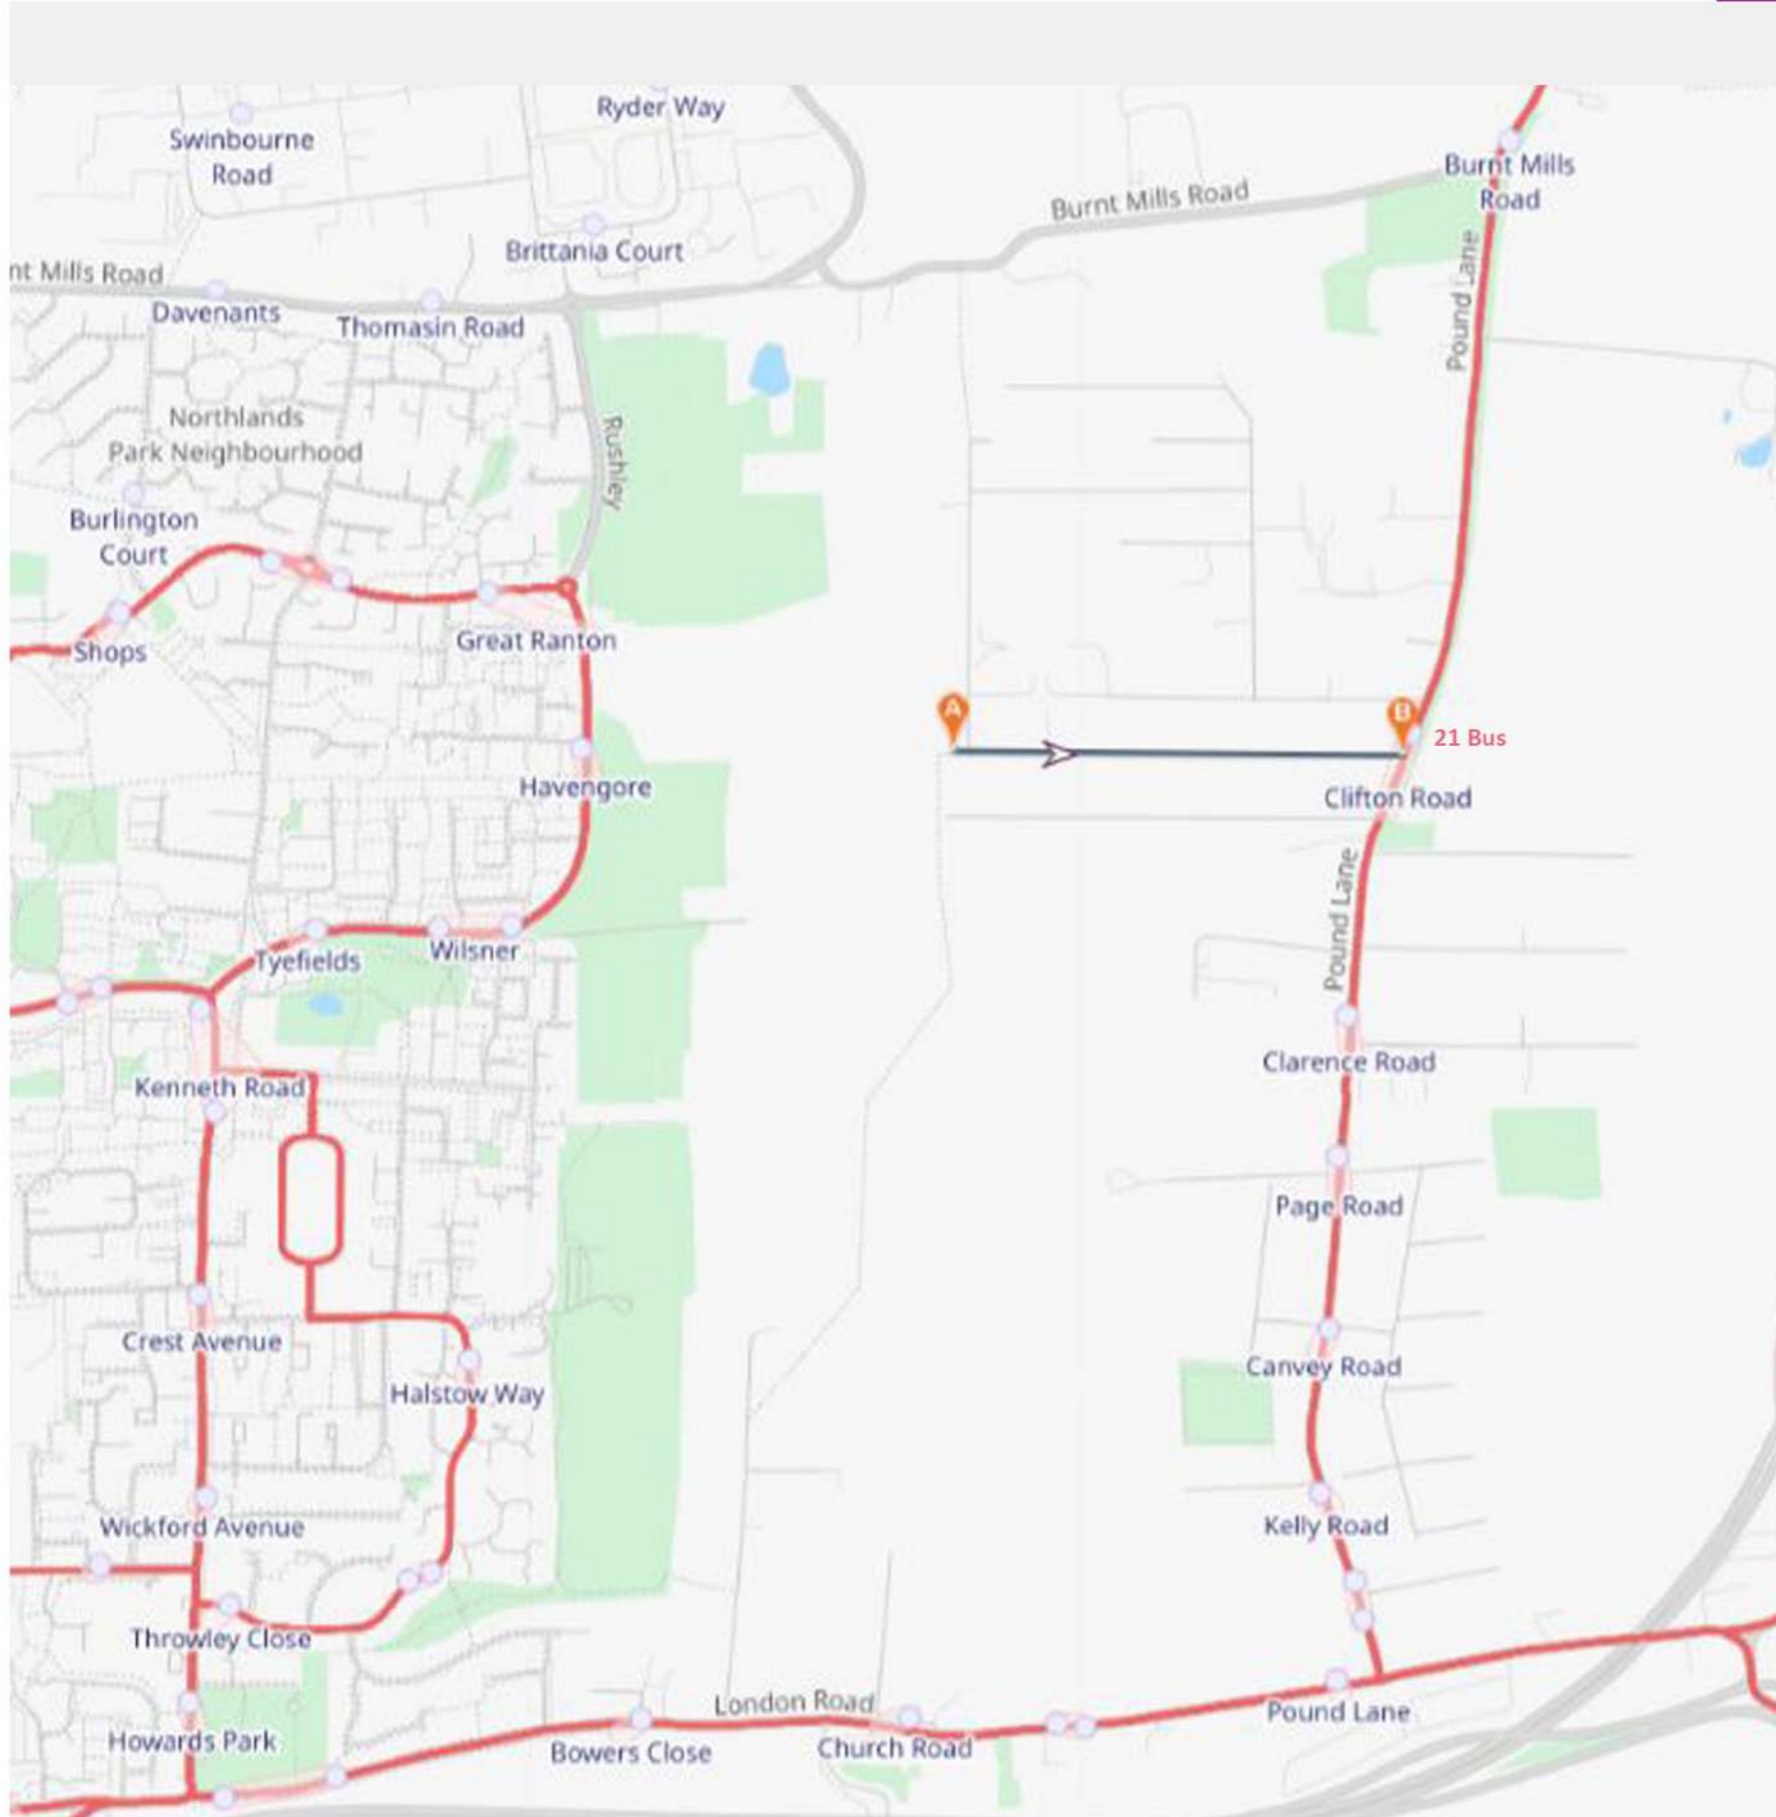 Ryder Way
Swinbourne
Road
Burnt Mills
Road
Burnt Mills Road
Brittania Court
nt Mills Road
Davenants
Thomasin Road
Pound Lane
Northlands
Park Neighbourhood
Rushley
Burlington
Court
Shops
Great Ranton
A
B
21 Bus
Havengore
Clifton Road
Pound Lane
Tyefields
Wilsner
Clarence Road
Kenneth Road
Page Road
Crest Avenue
Canvey Road
Halstow Way
Wickford Avenue
Kelly Road
Throwley Close
London Road
Pound Lane
Howards Park
Bowers Close
Church Road